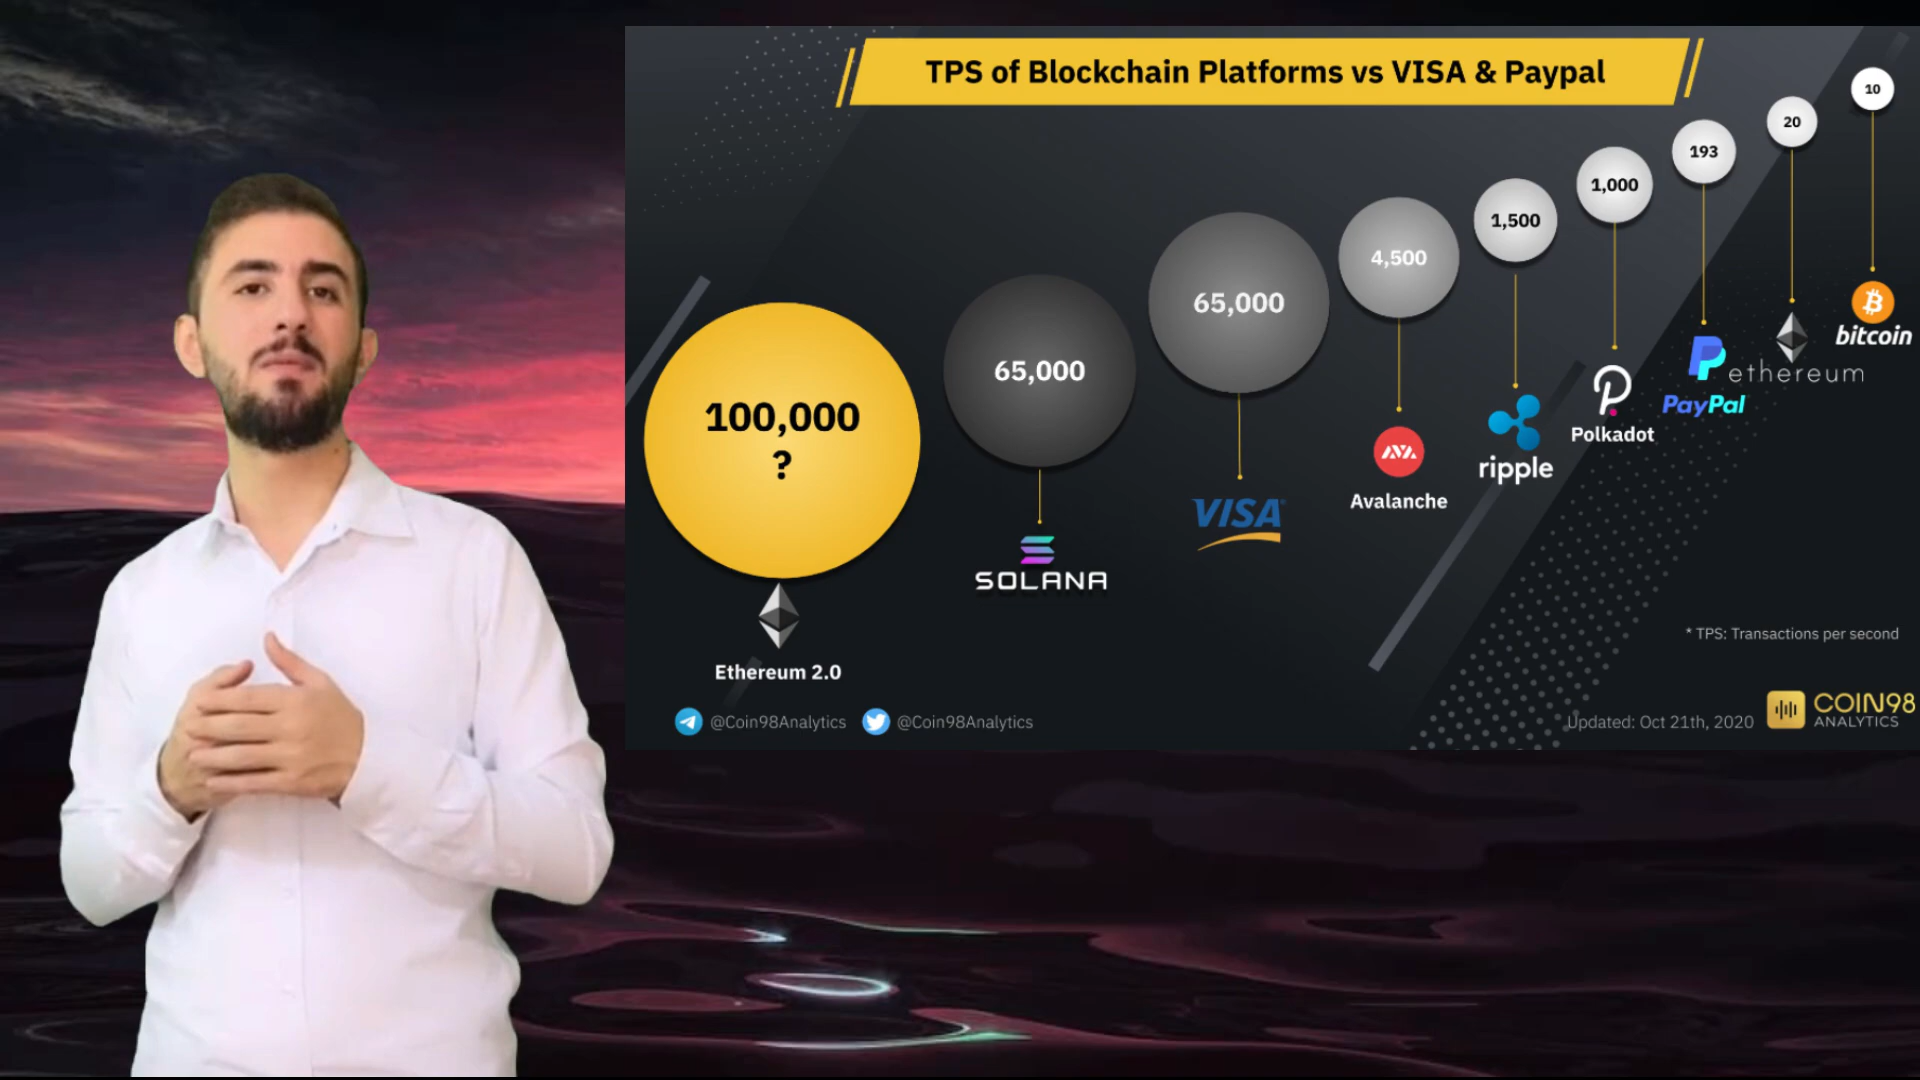 TPS of Blockchain Platforms vs VISA & Paypal
10
20
193
1,000
1,500
4,500
65,000
65,000
100,000
?
bitcoin
ethereum
PayPal
Polkadot
ripple
AVA
Avalanche
VISA
SOLANA
Ethereum 2.0
* TPS: Transactions per second
@Coin98Analytics @Coin98Analytics
Updated: Oct 21th, 2020
COIN98
ANALYTICS